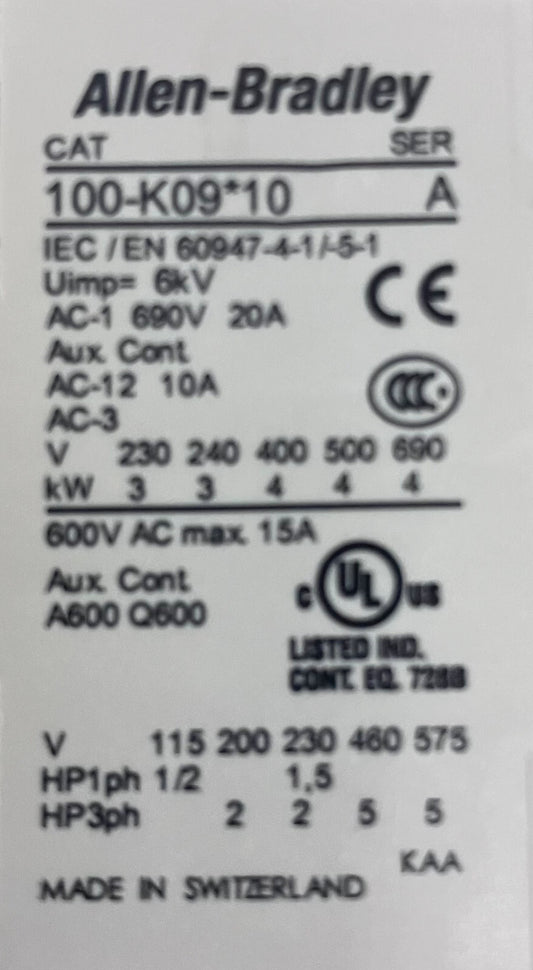 Allen-Bradley
CAT SER
100-K09*10 A
IEC / EN 60947-4-1/-5-1
Uimp= 6kV
CE
AC-1 690V 20A
Aux. Cont
AC-12 10A
CCC
AC-3
V 230 240 400 500 690
kW 3 3 4 4 4
600V AC max. 15A
Aux. Cont
A600 Q600
c UL us
LISTED IND.
CONT. EQ. 728B
V 115 200 230 460 575
HP1ph 1/2 1,5
HP3ph 2 2 5 5
KAA
MADE IN SWITZERLAND